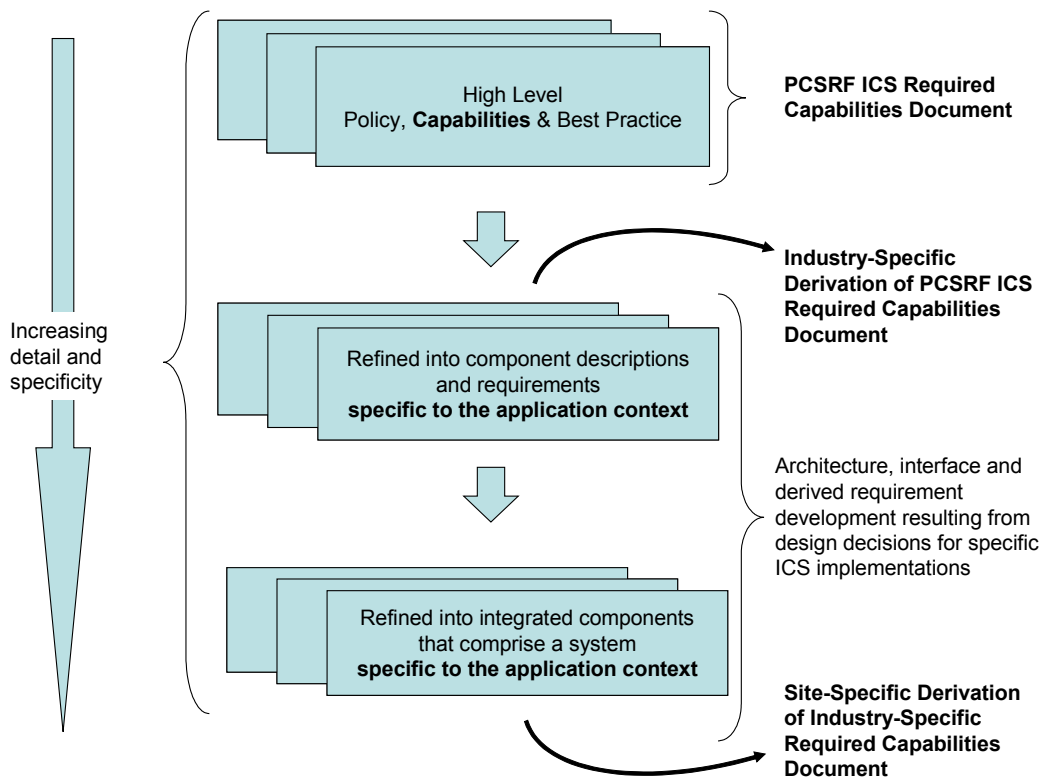 High Level
Policy, Capabilities & Best Practice
PCSRF ICS Required
Capabilities Document
Industry-Specific
Derivation of PCSRF ICS
Required Capabilities
Document
Increasing
detail and
specificity
Refined into component descriptions
and requirements
specific to the application context
Architecture, interface and
derived requirement
development resulting from
design decisions for specific
ICS implementations
Refined into integrated components
that comprise a system
specific to the application context
Site-Specific Derivation
of Industry-Specific
Required Capabilities
Document